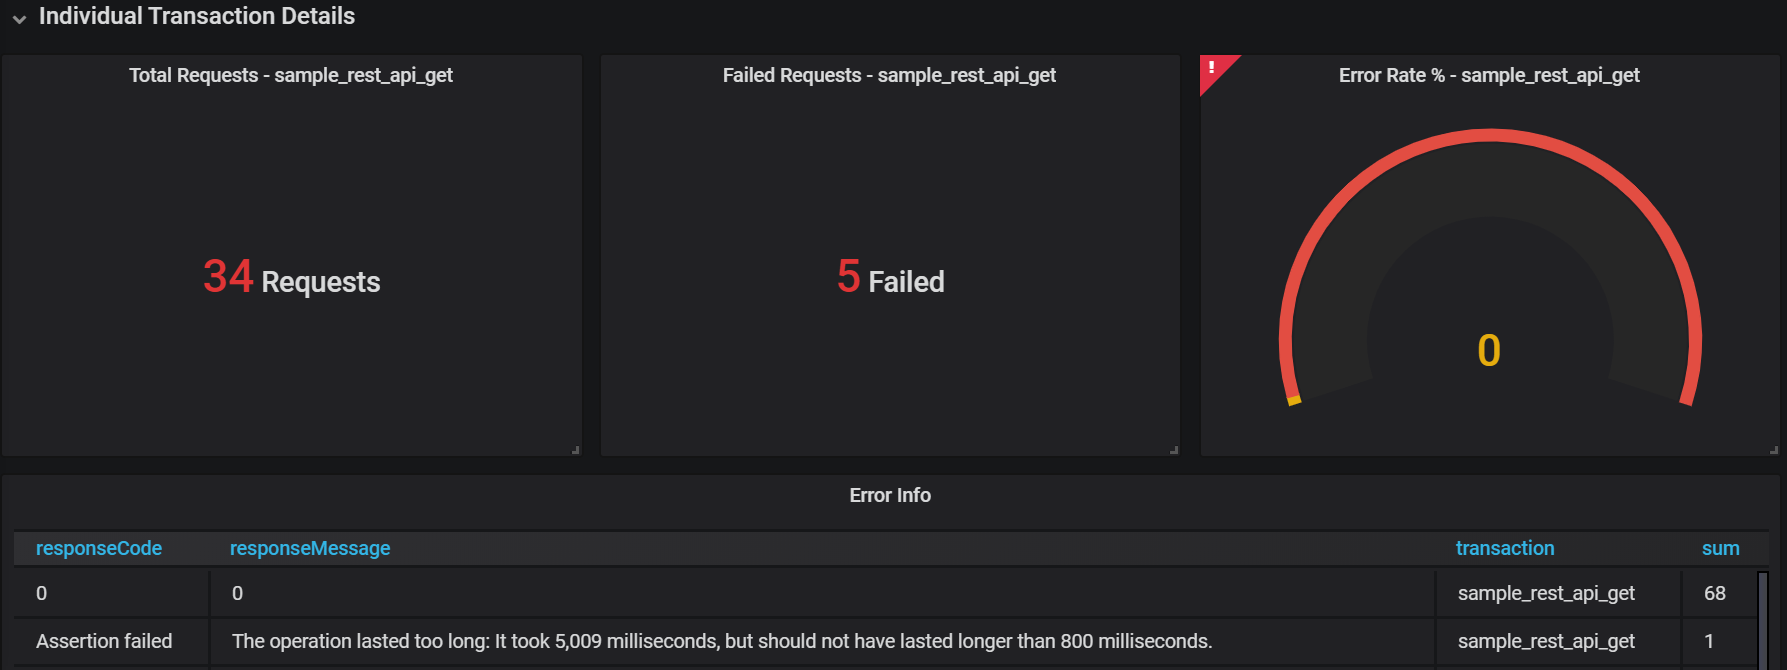 Individual Transaction Details
Total Requests - sample_rest_api_get
Failed Requests - sample_rest_api_get
!
Error Rate % - sample_rest_api_get
34 Requests
5 Failed
0
Error Info
responseCode responseMessage transaction sum
0 0 sample_rest_api_get 68
Assertion failed The operation lasted too long: It took 5,009 milliseconds, but should not have lasted longer than 800 milliseconds. sample_rest_api_get 1